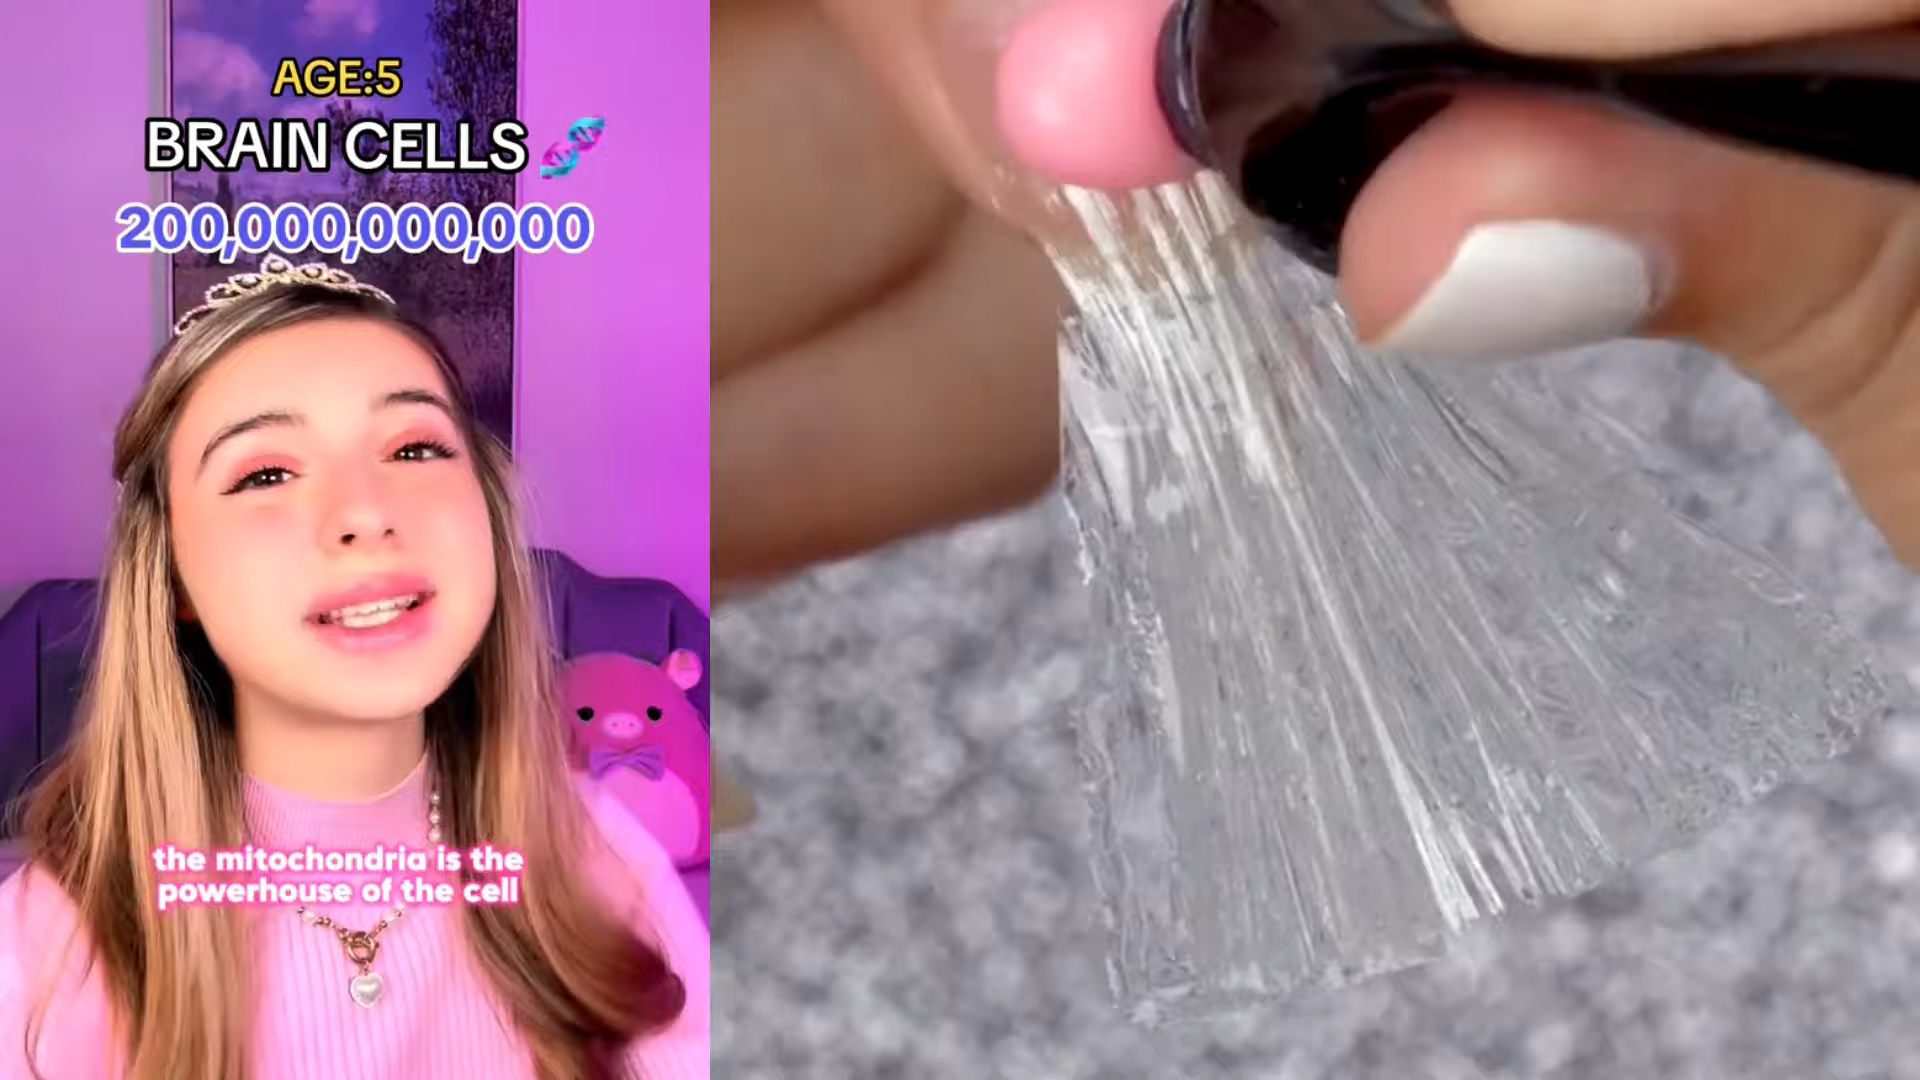 AGE:5
BRAIN CELLS 🧬
200,000,000,000
the mitochondria is the
powerhouse of the cell